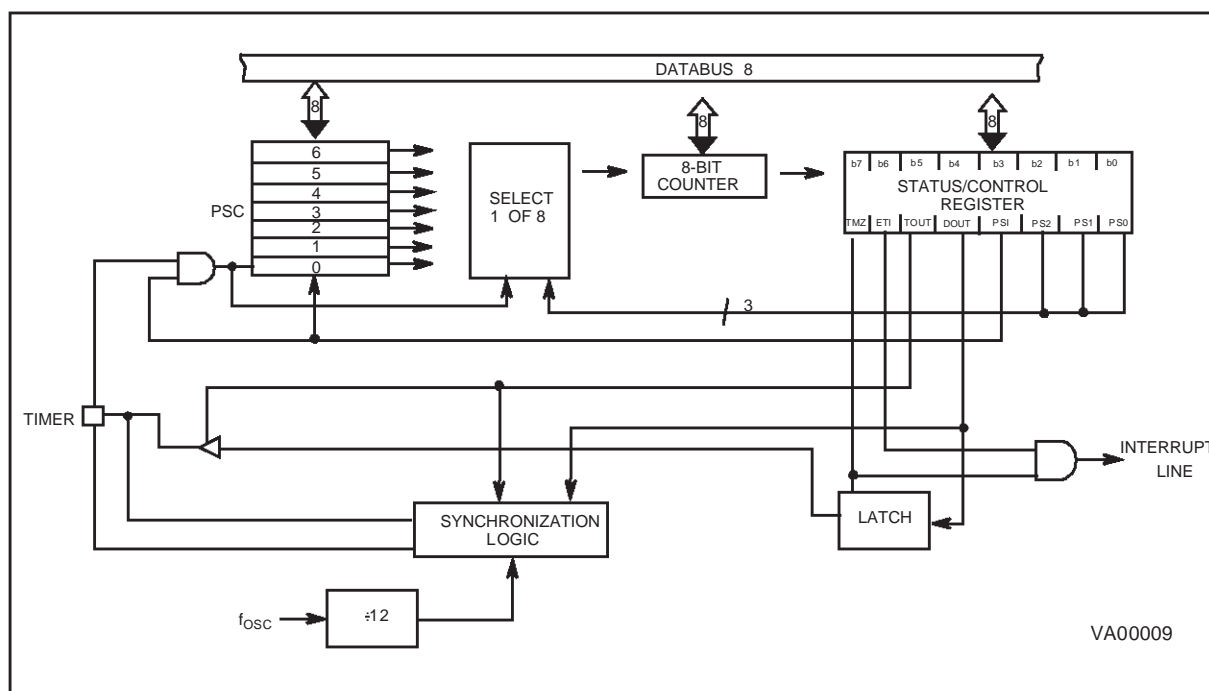 DATABUS 8
8
8
8
6
5
4
3
2
1
0
PSC
SELECT
1 OF 8
8-BIT
COUNTER
b7 b6 b5 b4 b3 b2 b1 b0
STATUS/CONTROL
REGISTER
TMZ ETI TOUT DOUT PSI PS2 PS1 PS0
3
TIMER
INTERRUPT
LINE
SYNCHRONIZATION
LOGIC
LATCH
fOSC
÷12
VA00009